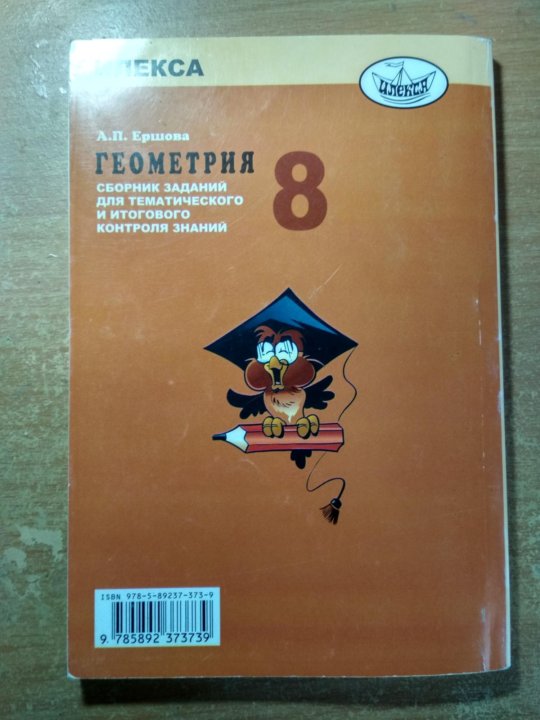 ИЛЕКСА
ИЛЕКСА
А.П. Ершова
ГЕОМЕТРИЯ
8
СБОРНИК ЗАДАНИЙ
ДЛЯ ТЕМАТИЧЕСКОГО
И ИТОГОВОГО
КОНТРОЛЯ ЗНАНИЙ
ISBN 978-5-89237-373-9
9 785892 373739